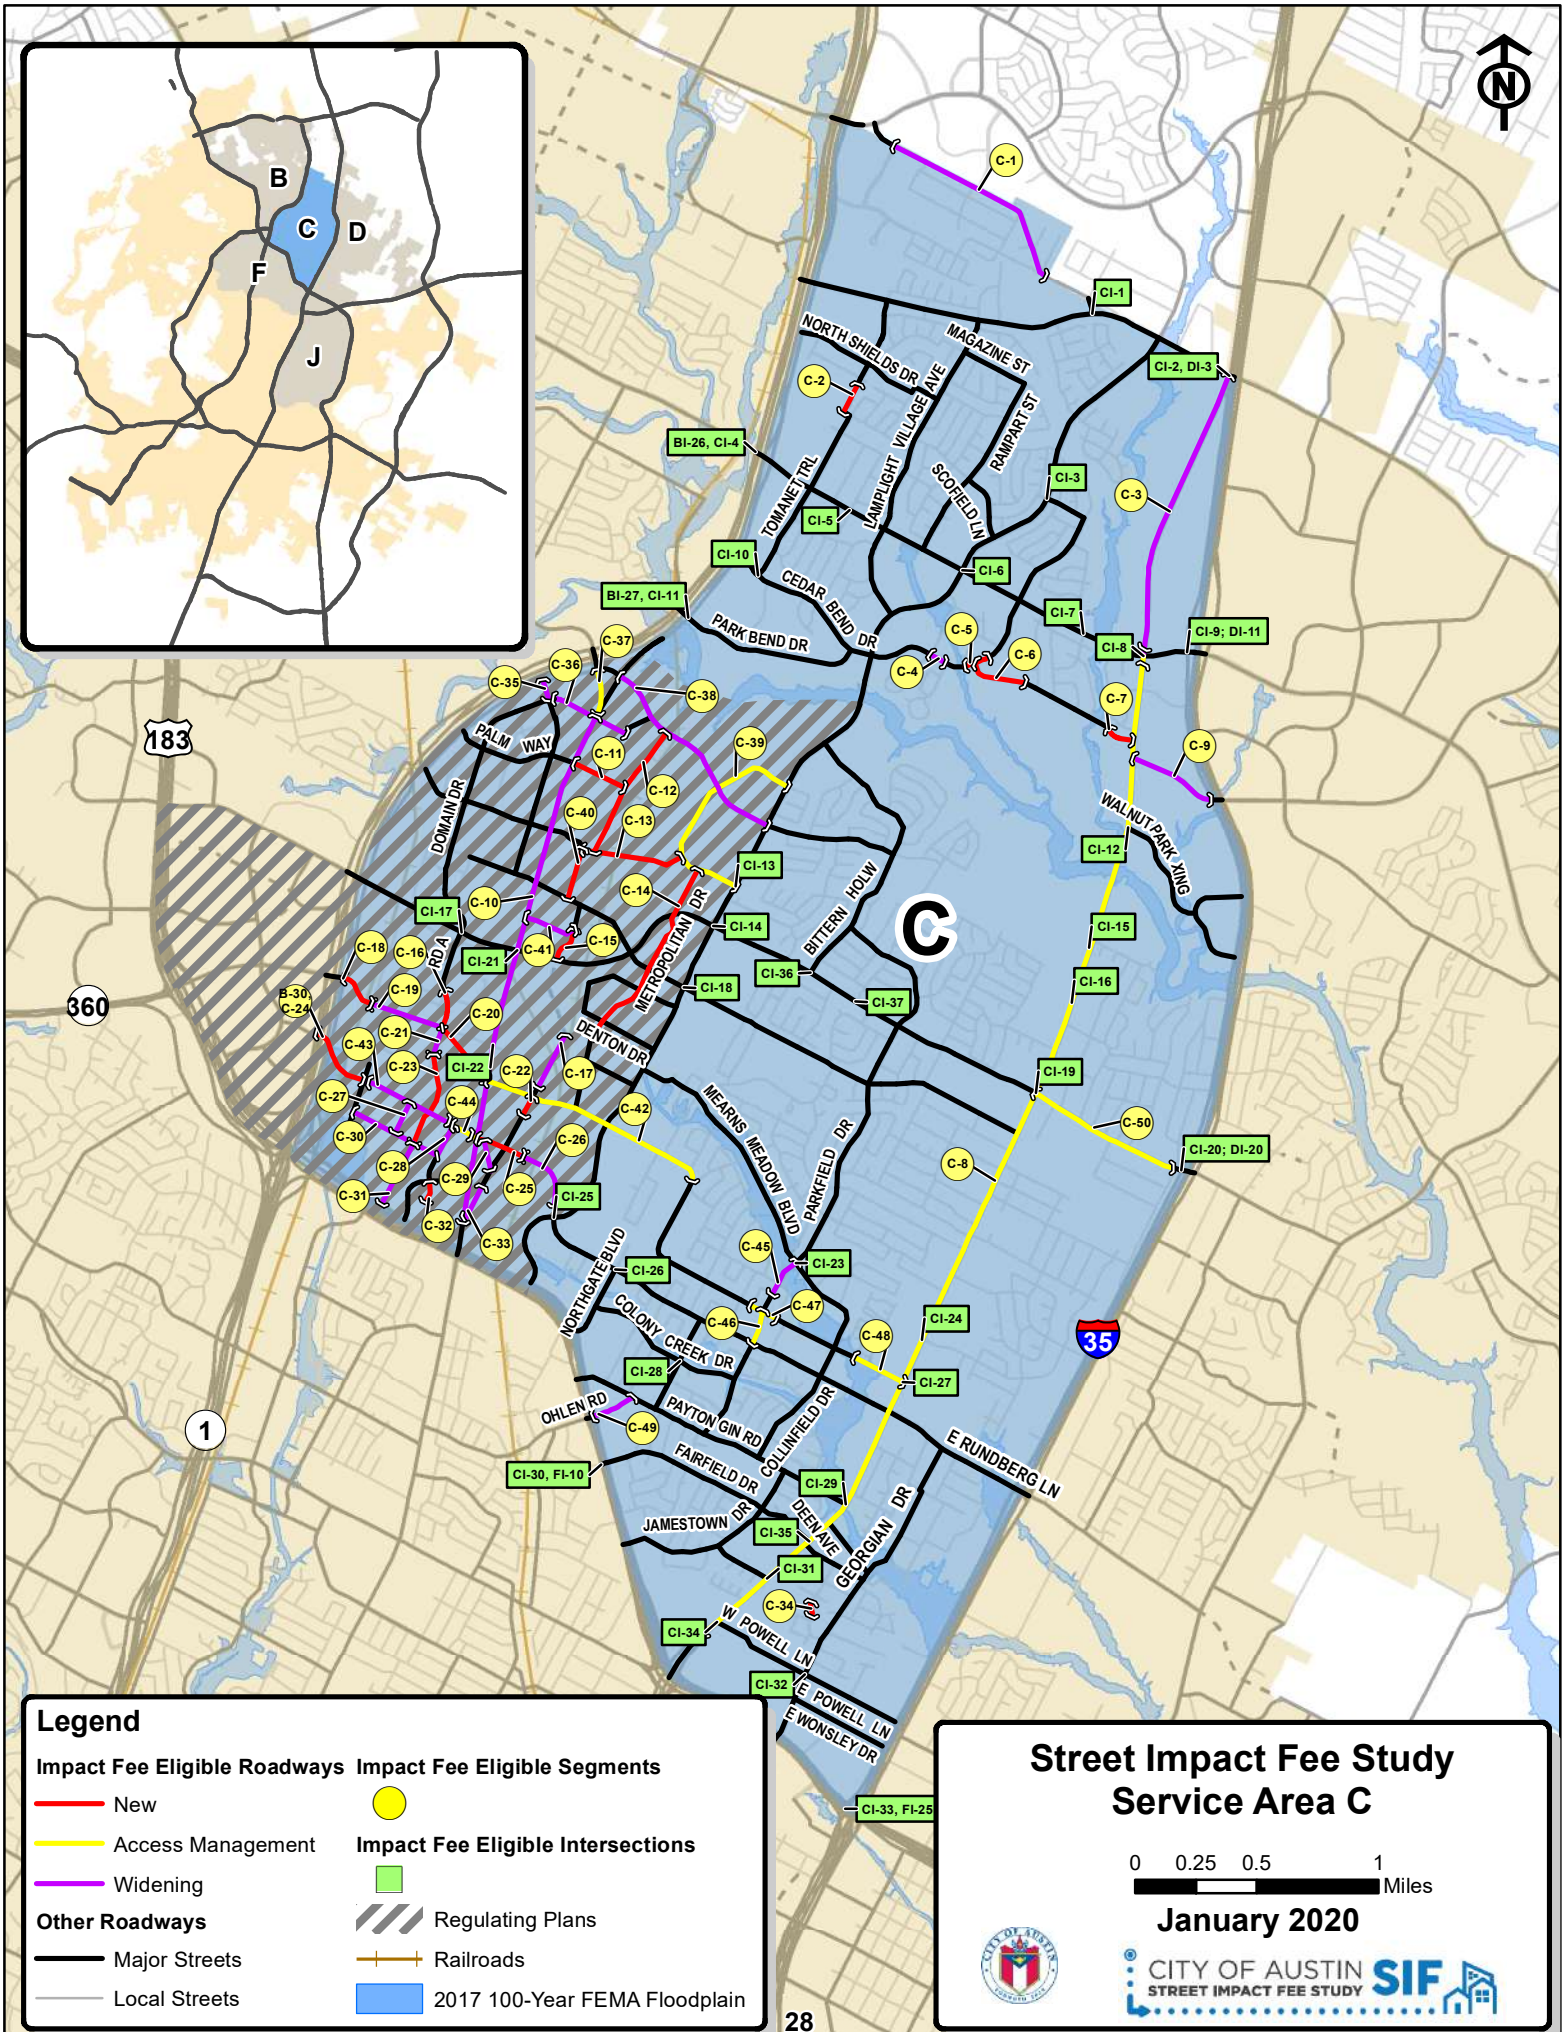 N
B
C
D
F
J
C-1
CI-1
NORTH SHIELDS DR
MAGAZINE ST
CI-2, DI-3
C-2
LAMPLIGHT VILLAGE AVE
RAMPART ST
BI-26, CI-4
SCOFIELD LN
CI-3
C-3
TOMANET TRL
CI-5
CI-10
CEDAR BEND DR
CI-6
BI-27, CI-11
PARK BEND DR
CI-7
CI-8
CI-9; DI-11
C-37
C-36
C-35
C-38
C-4
C-5
C-6
C-7
C-9
183
PALM WAY
C-11
C-39
C-12
C-40
C-13
DOMAIN DR
WALNUT PARK XING
CI-12
CI-13
C-14
C-10
CI-17
METROPOLITAN DR
BITTERN HOLW
C
CI-14
CI-15
C-18
C-16
RD A
CI-21
C-41
C-15
CI-36
CI-16
CI-18
CI-37
360
B-30,
C-24
C-19
C-20
C-21
C-43
DENTON DR
C-23
CI-22
C-22
C-17
CI-19
C-27
C-44
C-42
MEARNS MEADOW BLVD
PARKFIELD DR
C-50
C-30
C-26
CI-20; DI-20
C-28
C-8
C-31
C-29
C-25
CI-25
C-32
C-33
NORTHGATE BLVD
C-45
CI-23
CI-26
C-47
C-46
COLONY CREEK DR
C-48
CI-24
35
CI-28
CI-27
OHLEN RD
C-49
PAYTON GIN RD
COLLINFIELD DR
E RUNDBERG LN
1
CI-30, FI-10
FAIRFIELD DR
CI-29
JAMESTOWN DR
CI-35
DEEN AVE
GEORGIAN DR
CI-31
C-34
CI-34
W POWELL LN
CI-32
E POWELL LN
E WONSLEY DR
CI-33, FI-25
Legend
Impact Fee Eligible Roadways
New
Access Management
Widening
Other Roadways
Major Streets
Local Streets
Impact Fee Eligible Segments
Impact Fee Eligible Intersections
Regulating Plans
Railroads
2017 100-Year FEMA Floodplain
Street Impact Fee Study
Service Area C
0 0.25 0.5 1
Miles
January 2020
CITY OF AUSTIN
FOUNDED 1839
CITY OF AUSTIN
STREET IMPACT FEE STUDY
SIF
28